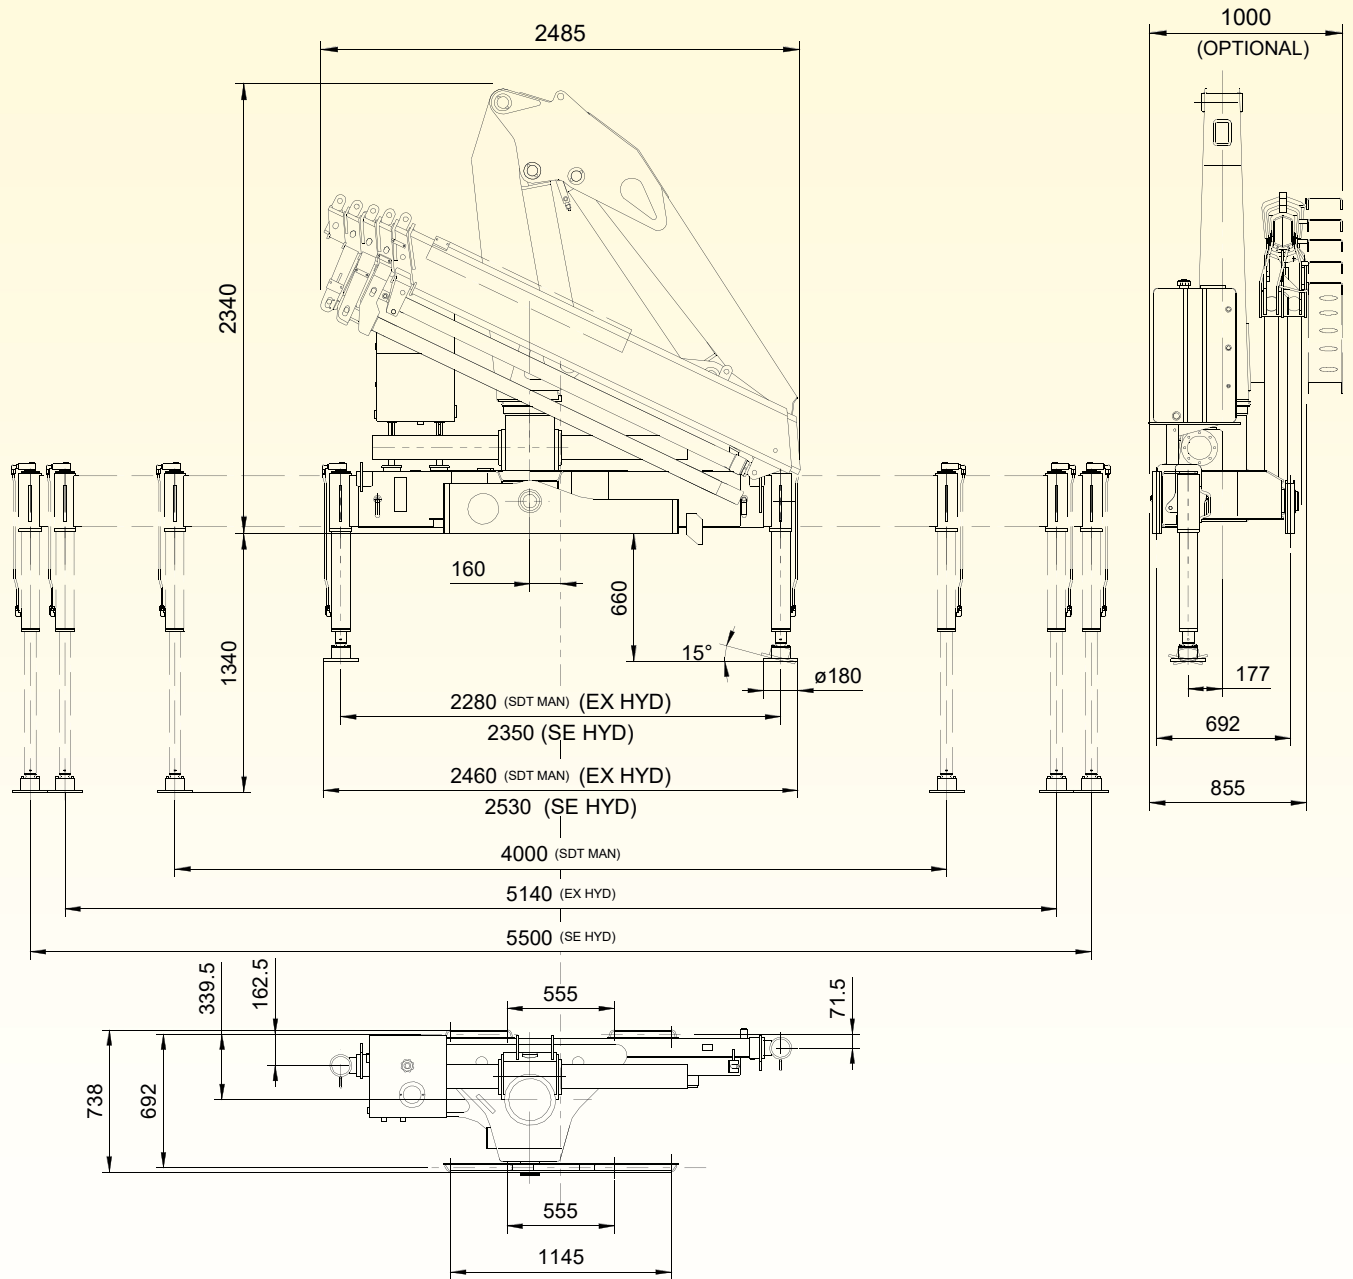 2485
1000
(OPTIONAL)
2340
160
660
1340
15°
ø180
177
2280 (SDT MAN) (EX HYD)
2350 (SE HYD)
692
2460 (SDT MAN) (EX HYD)
2530 (SE HYD)
855
4000 (SDT MAN)
5140 (EX HYD)
5500 (SE HYD)
339.5
162.5
555
71.5
738
692
555
1145